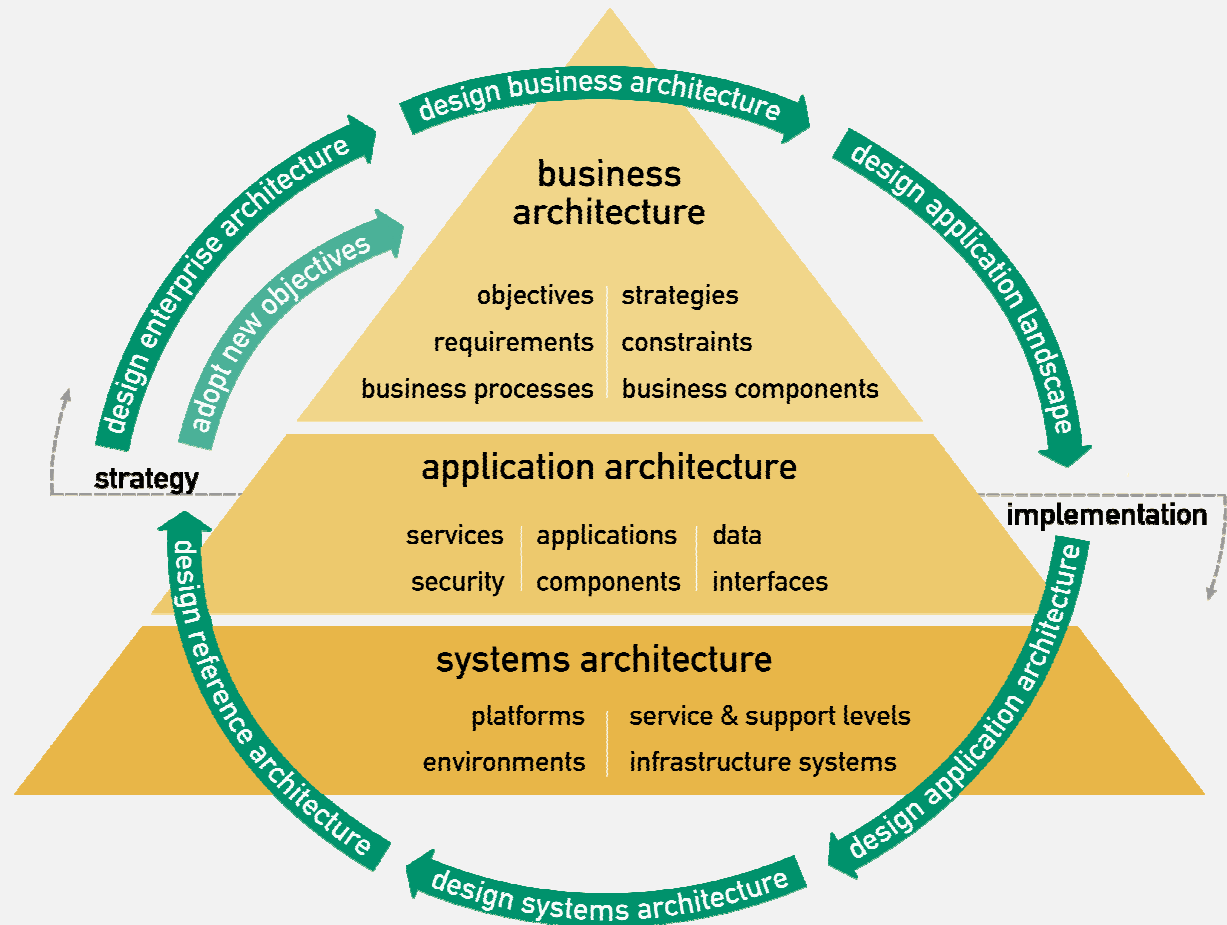 design business architecture
design enterprise architecture
adopt new objectives
design application landscape
business
architecture
objectives strategies
requirements constraints
business processes business components
strategy
application architecture
implementation
services applications data
security components interfaces
design reference architecture
design application architecture
systems architecture
platforms service & support levels
environments infrastructure systems
design systems architecture